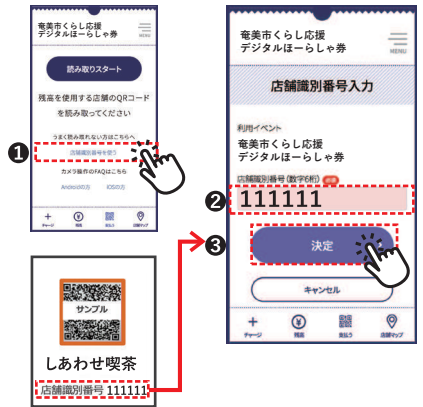 奄美市くらし応援
デジタルほーらしゃ券
MENU
読み取りスタート
残高を使用する店舗のQRコード
を読み取ってください
うまく読み取れない方はこちらへ
❶
店舗識別番号を使う
カメラ操作のFAQはこちら
Androidの方 iOSの方
チャージ 残高 支払う 店舗マップ
サンプル
しあわせ喫茶
店舗識別番号 111111
奄美市くらし応援
デジタルほーらしゃ券
MENU
店舗識別番号入力
利用イベント
奄美市くらし応援
デジタルほーらしゃ券
店舗識別番号(数字6桁) 必須
❷
111111
❸
決定
キャンセル
チャージ 残高 支払う 店舗マップ